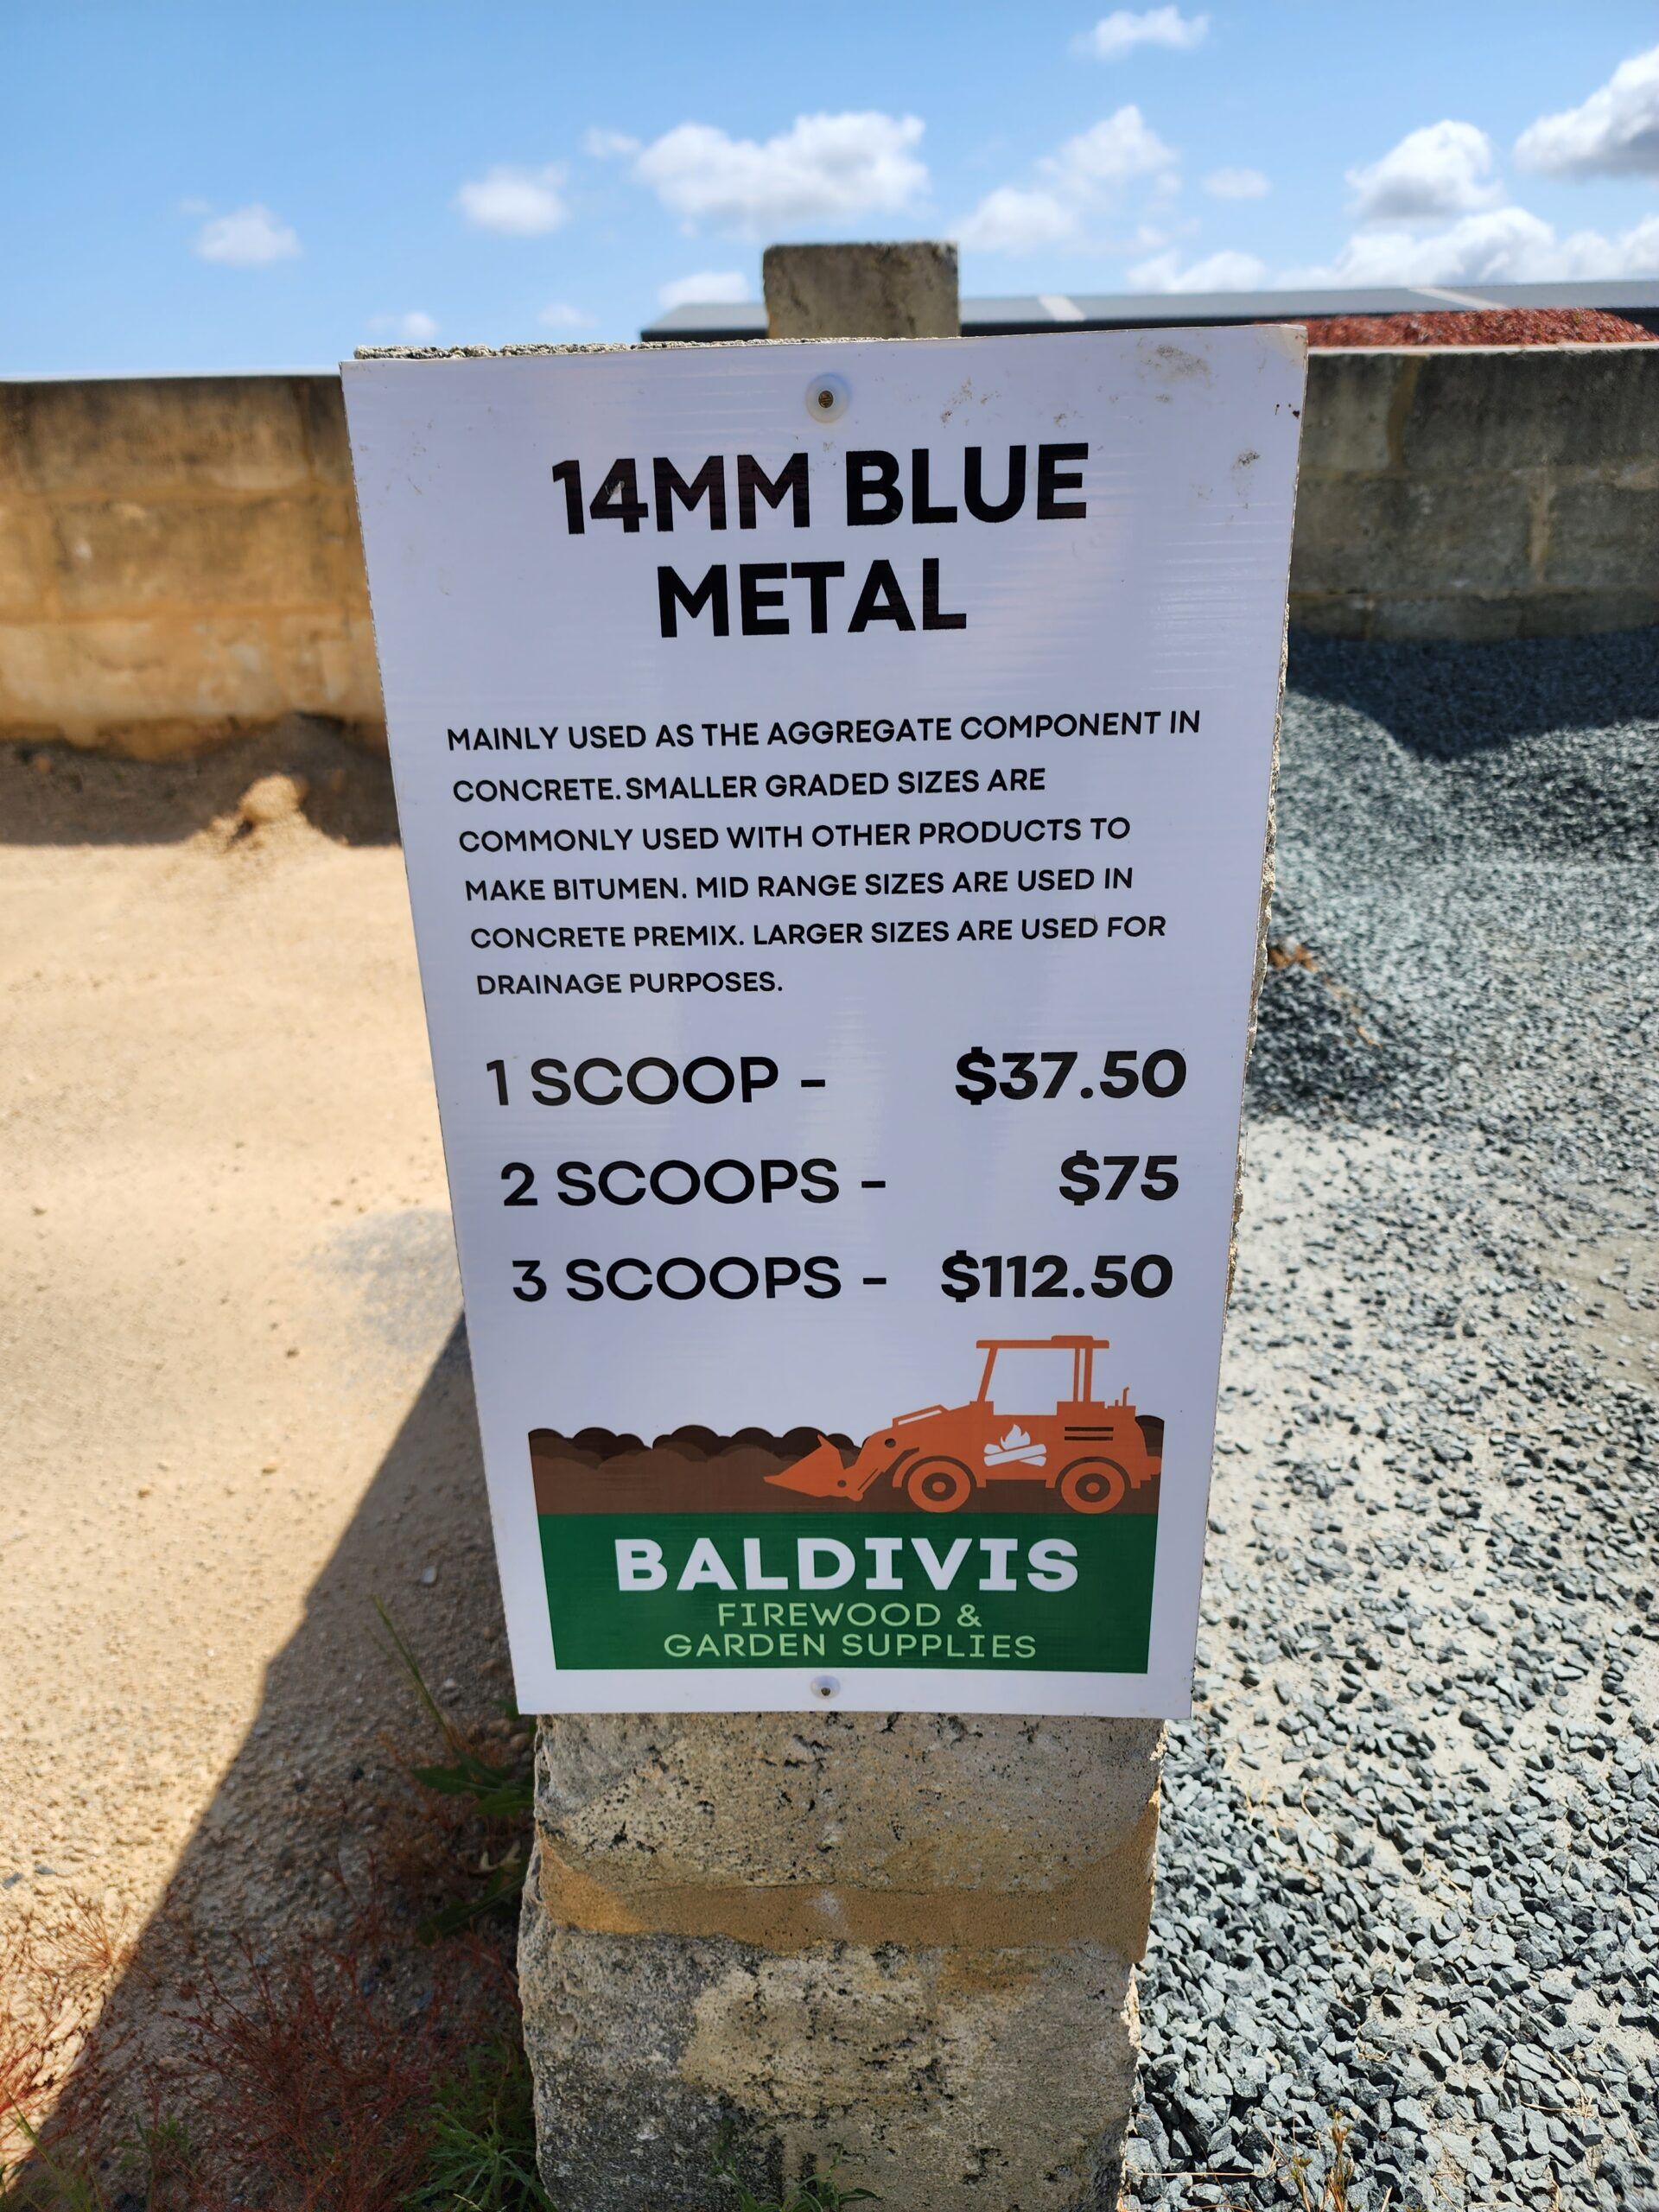 14MM BLUE
METAL
MAINLY USED AS THE AGGREGATE COMPONENT IN
CONCRETE. SMALLER GRADED SIZES ARE
COMMONLY USED WITH OTHER PRODUCTS TO
MAKE BITUMEN. MID RANGE SIZES ARE USED IN
CONCRETE PREMIX. LARGER SIZES ARE USED FOR
DRAINAGE PURPOSES.
1 SCOOP - $37.50
2 SCOOPS - $75
3 SCOOPS - $112.50
BALDIVIS
FIREWOOD &
GARDEN SUPPLIES